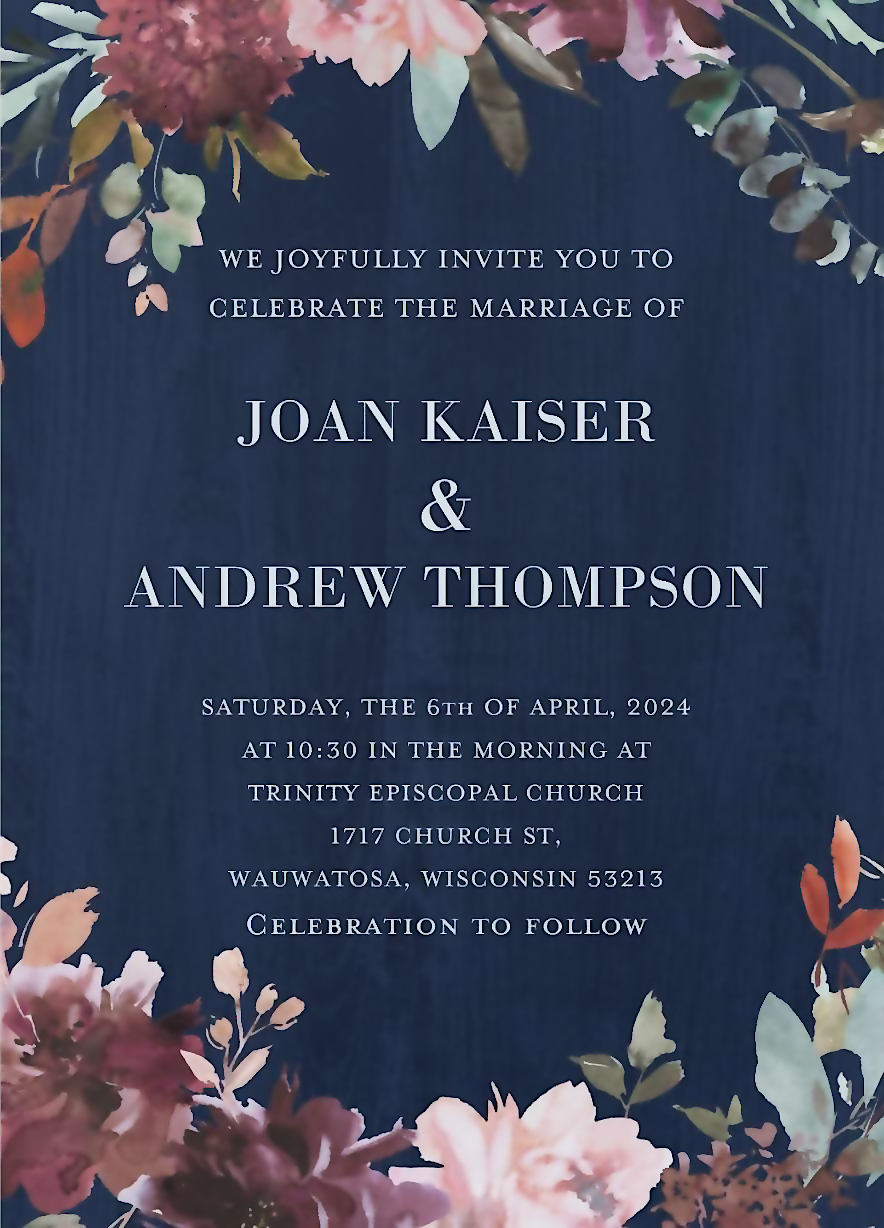 WE JOYFULLY INVITE YOU TO
CELEBRATE THE MARRIAGE OF
JOAN KAISER
&
ANDREW THOMPSON
SATURDAY, THE 6TH OF APRIL, 2024
AT 10:30 IN THE MORNING AT
TRINITY EPISCOPAL CHURCH
1717 CHURCH ST,
WAUWATOSA, WISCONSIN 53213
CELEBRATION TO FOLLOW